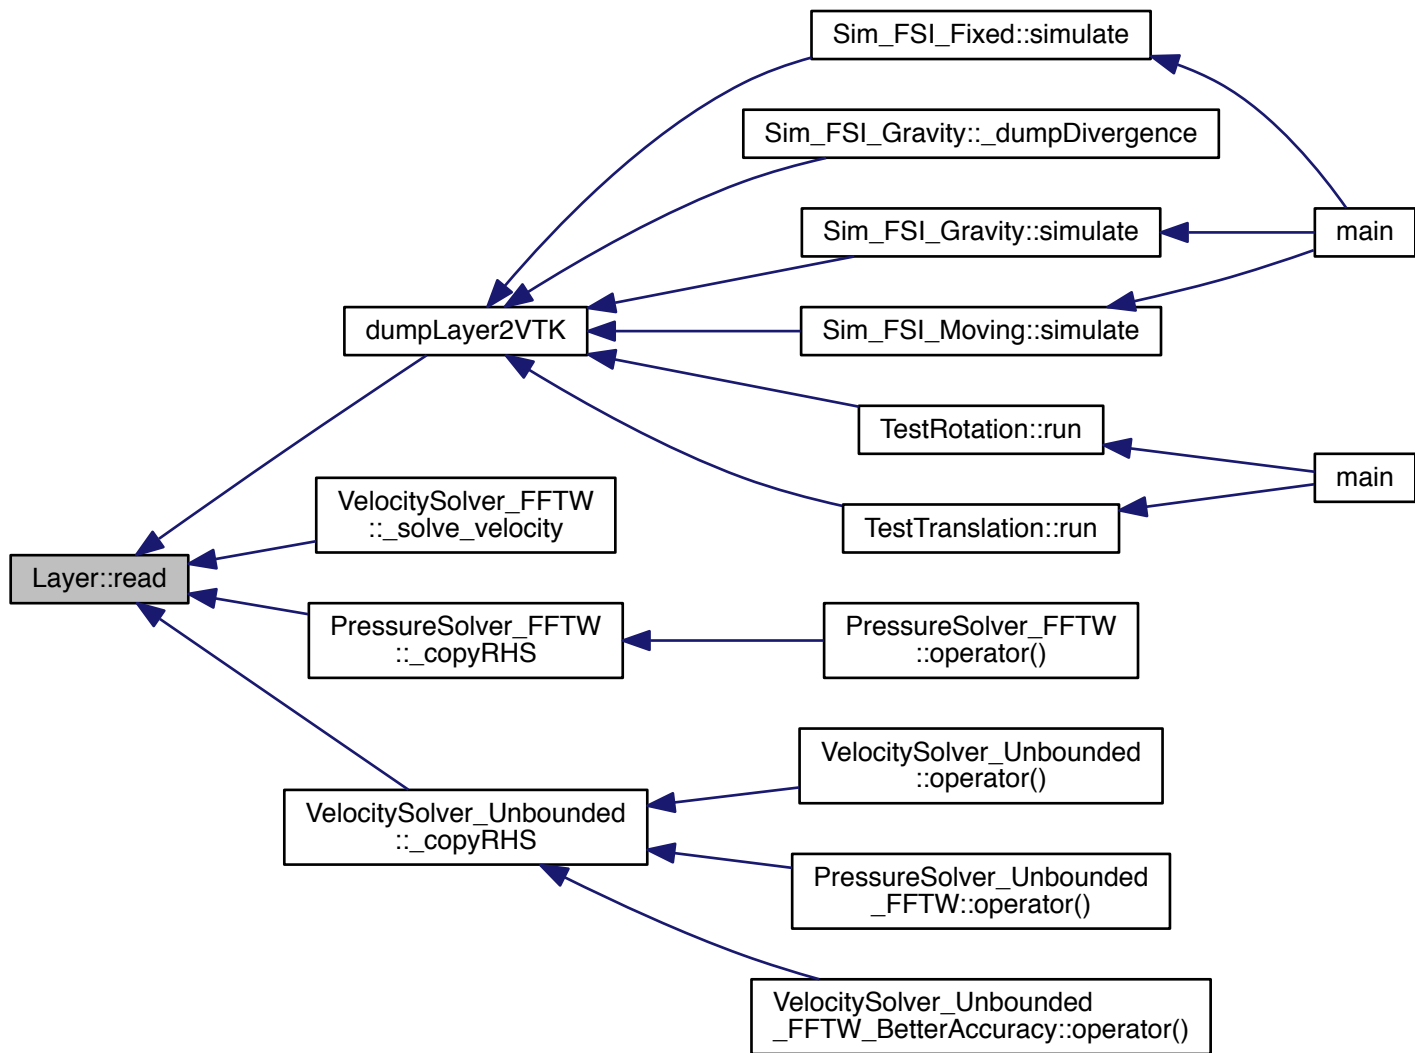 Sim_FSI_Fixed::simulate
Sim_FSI_Gravity::_dumpDivergence
Sim_FSI_Gravity::simulate
main
dumpLayer2VTK
Sim_FSI_Moving::simulate
TestRotation::run
main
VelocitySolver_FFTW
::_solve_velocity
TestTranslation::run
Layer::read
PressureSolver_FFTW
::_copyRHS
PressureSolver_FFTW
::operator()
VelocitySolver_Unbounded
::operator()
VelocitySolver_Unbounded
::_copyRHS
PressureSolver_Unbounded
_FFTW::operator()
VelocitySolver_Unbounded
_FFTW_BetterAccuracy::operator()